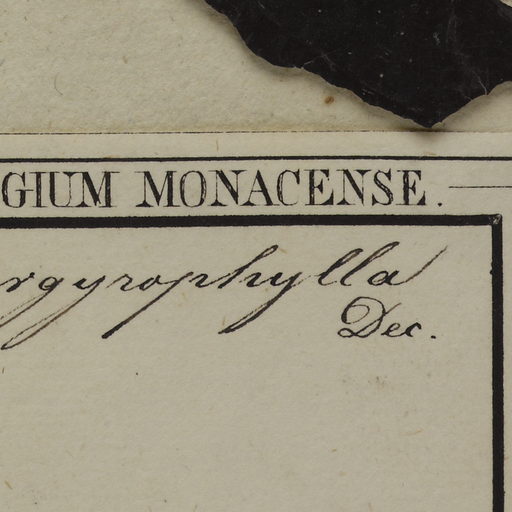 GIUM MONACENSE.
rgyrophylla
Dec.